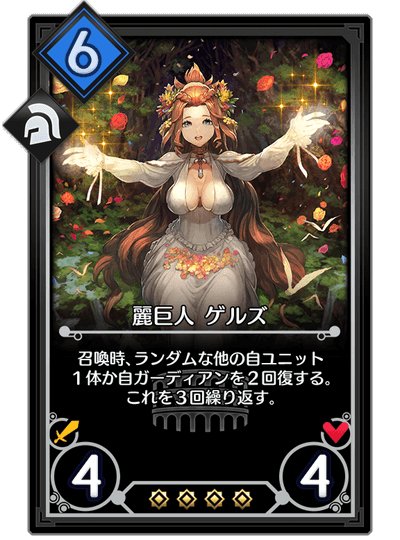 6
麗巨人 ゲルズ
召喚時、ランダムな他の自ユニット
1体か自ガーディアンを2回復する。
これを3回繰り返す。
4
4